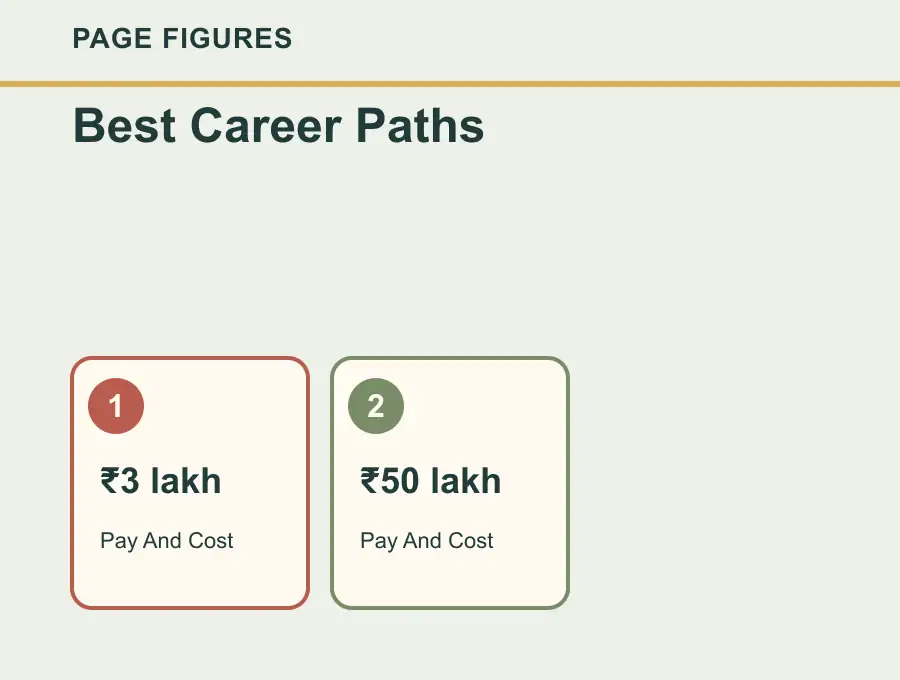 PAGE FIGURES
Best Career Paths
1
₹3 lakh
Pay And Cost
2
₹50 lakh
Pay And Cost